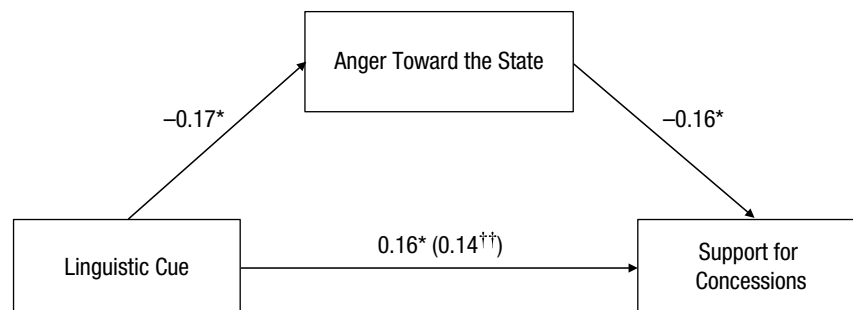 Anger Toward the State
–0.17*
–0.16*
0.16* (0.14††)
Linguistic Cue
Support for
Concessions